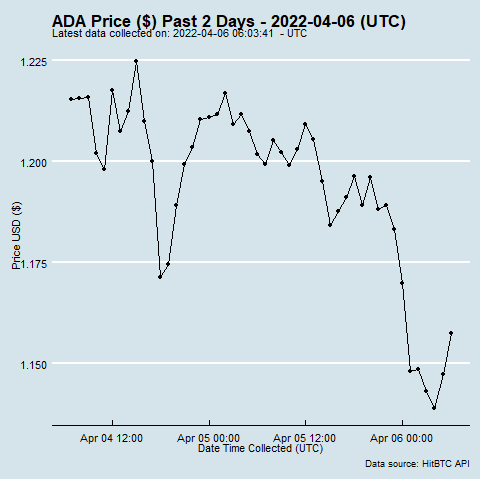 ADA Price ($) Past 2 Days - 2022-04-06 (UTC)
Latest data collected on: 2022-04-06 06:03:41 - UTC
1.225
1.200
1.175
1.150
Price USD ($)
Apr 04 12:00 Apr 05 00:00 Apr 05 12:00 Apr 06 00:00
Date Time Collected (UTC)
Data source: HitBTC API